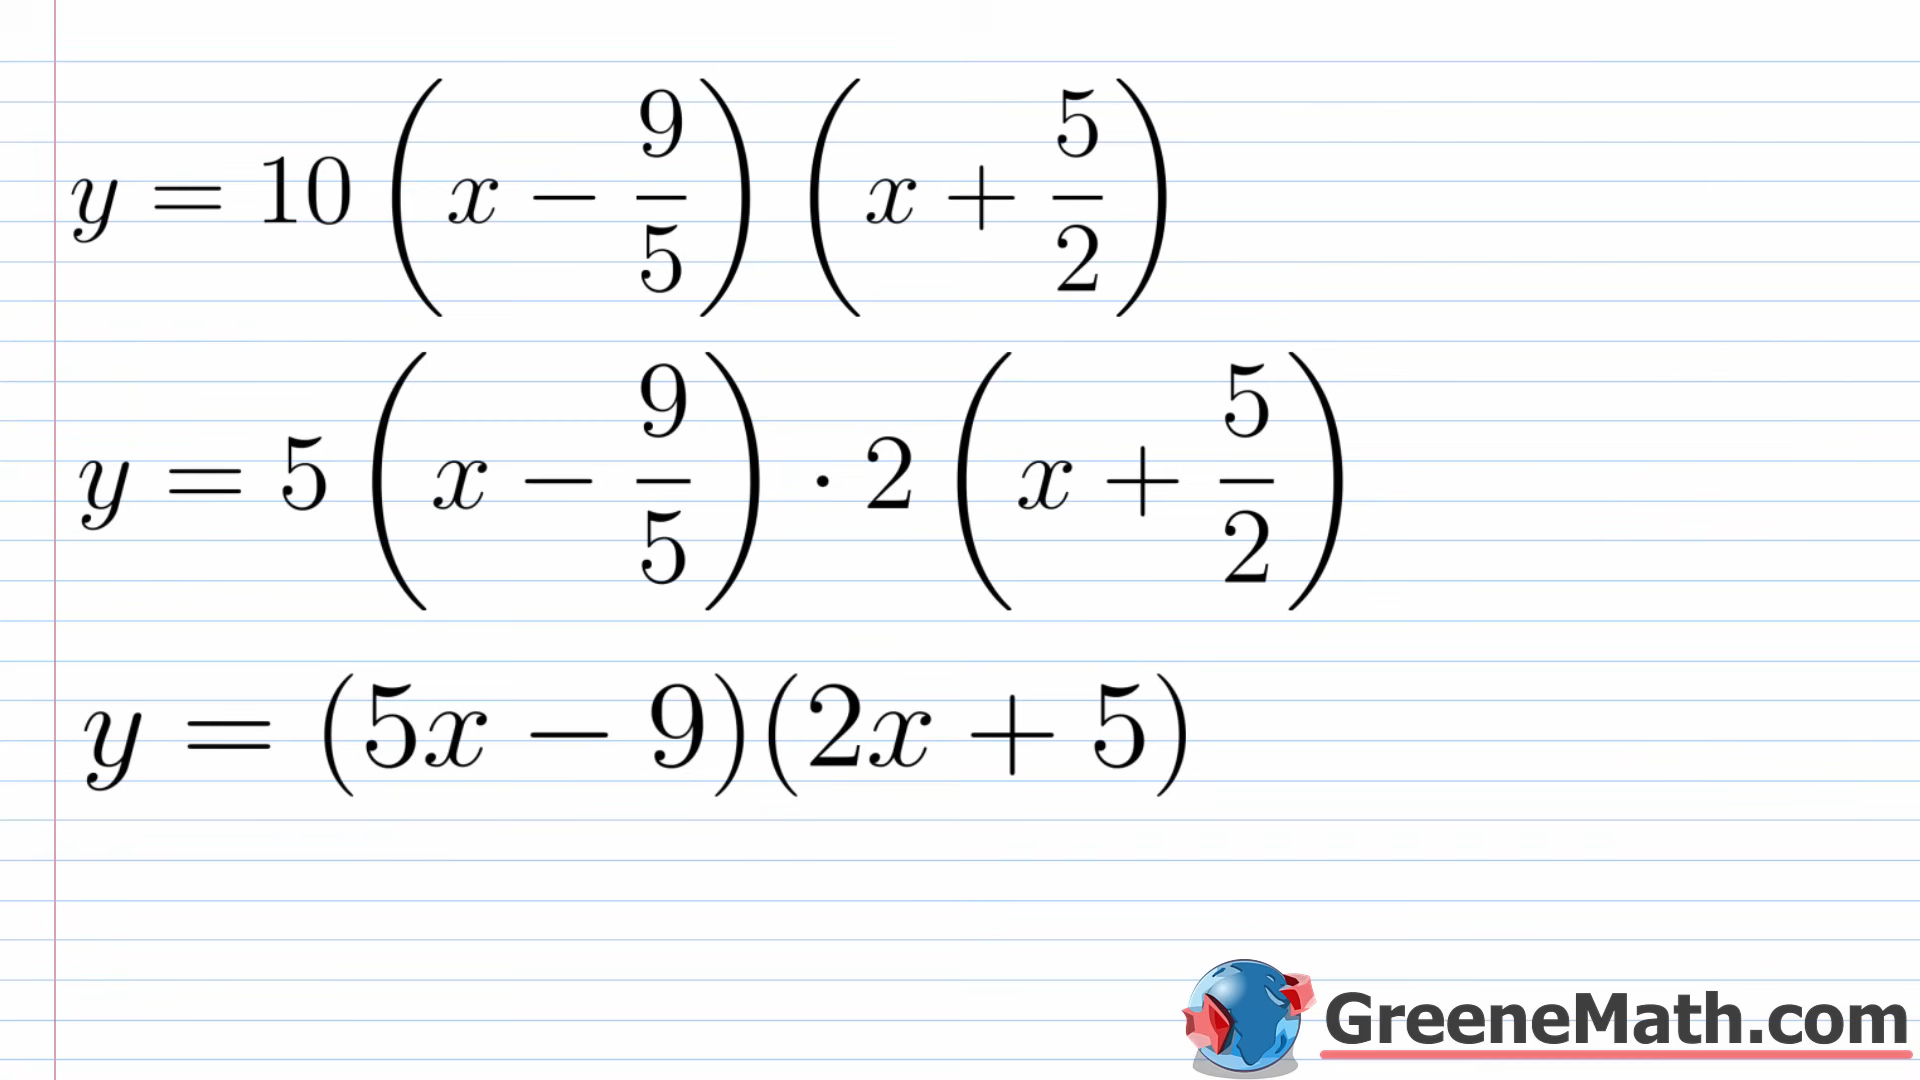 y = 10 (x − 9/5) (x + 5/2)
y = 5 (x − 9/5) · 2 (x + 5/2)
y = (5x − 9)(2x + 5)
GreeneMath.com